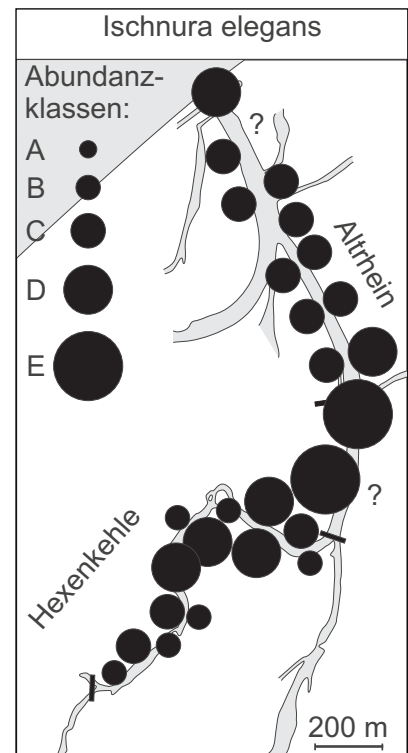 Ischnura elegans
Abundanz-
klassen:
A
B
C
D
E
?
Altrhein
?
Hexenkehle
200 m